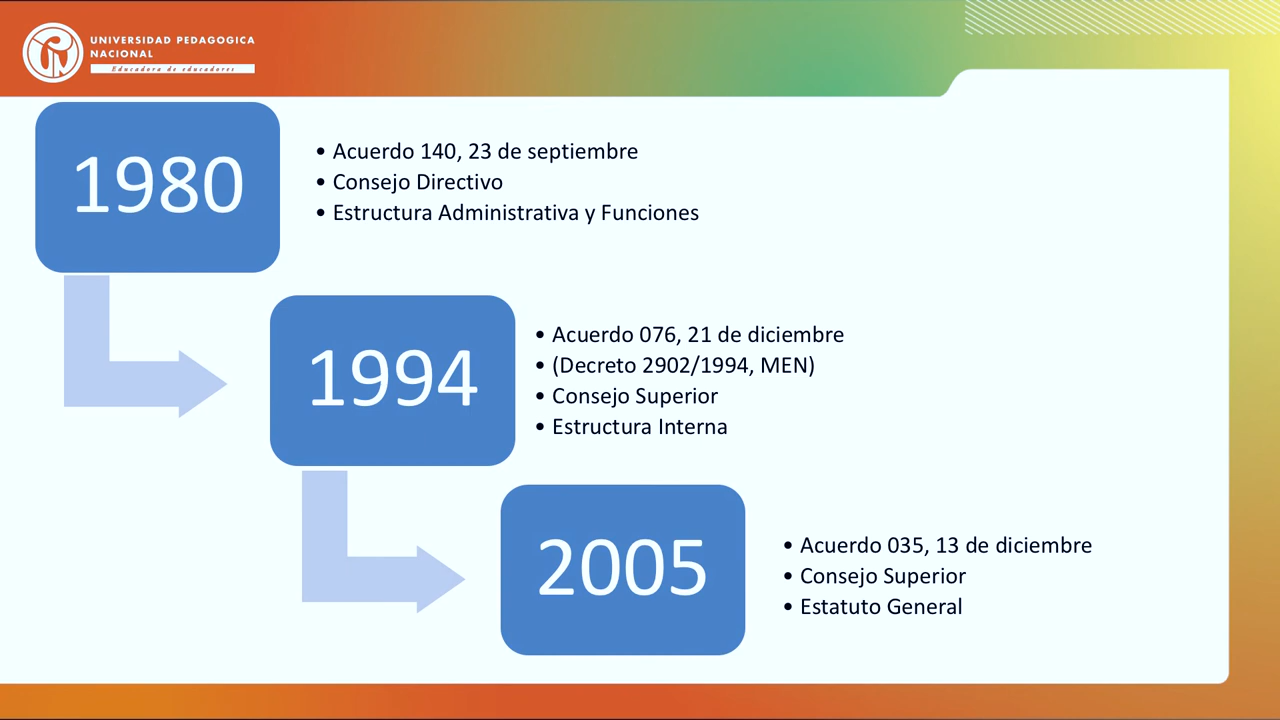 UNIVERSIDAD PEDAGOGICA
NACIONAL
Educadora de educadores
1980
• Acuerdo 140, 23 de septiembre
• Consejo Directivo
• Estructura Administrativa y Funciones
1994
• Acuerdo 076, 21 de diciembre
• (Decreto 2902/1994, MEN)
• Consejo Superior
• Estructura Interna
2005
• Acuerdo 035, 13 de diciembre
• Consejo Superior
• Estatuto General